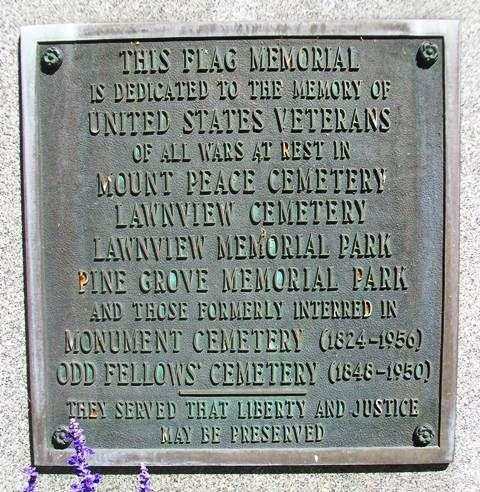 THIS FLAG MEMORIAL
IS DEDICATED TO THE MEMORY OF
UNITED STATES VETERANS
OF ALL WARS AT REST IN
MOUNT PEACE CEMETERY
LAWNVIEW CEMETERY
LAWNVIEW MEMORIAL PARK
PINE GROVE MEMORIAL PARK
AND THOSE FORMERLY INTERRED IN
MONUMENT CEMETERY (1824-1956)
ODD FELLOWS' CEMETERY (1848-1950)
THEY SERVED THAT LIBERTY AND JUSTICE
MAY BE PRESERVED